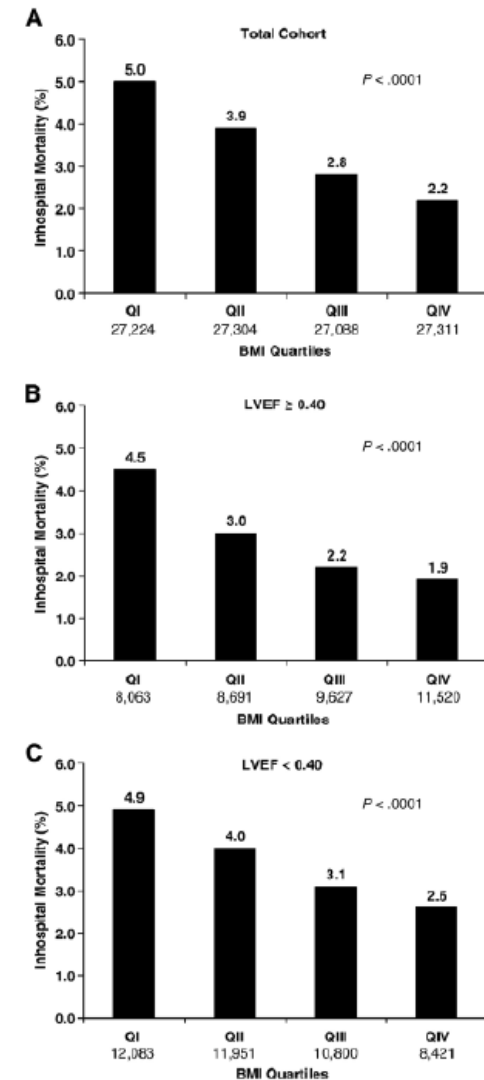 A
Total Cohort
P < .0001
Inhospital Mortality (%)
6.0
5.0
4.0
3.0
2.0
1.0
0.0
5.0
3.9
2.8
2.2
QI QII QIII QIV
27,224 27,304 27,088 27,311
BMI Quartiles
B
LVEF ≥ 0.40
P < .0001
Inhospital Mortality (%)
6.0
5.0
4.0
3.0
2.0
1.0
0.0
4.5
3.0
2.2
1.9
QI QII QIII QIV
8,063 8,691 9,627 11,520
BMI Quartiles
C
LVEF < 0.40
P < .0001
Inhospital Mortality (%)
6.0
5.0
4.0
3.0
2.0
1.0
0.0
4.9
4.0
3.1
2.6
QI QII QIII QIV
12,083 11,951 10,800 8,421
BMI Quartiles